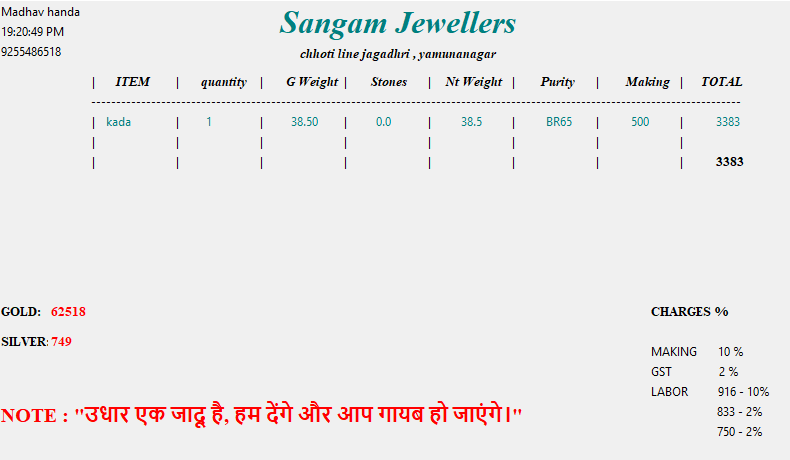 Madhav handa
Sangam Jewellers
19:20:49 PM
9255486518
chhoti line jagadhri , yamunanagar
| ITEM | quantity | G Weight | Stones | Nt Weight | Purity | Making | TOTAL
---------------------------------------------------------------------------------------------------------
| kada | 1 | 38.50 | 0.0 | 38.5 | BR65 | 500 | 3383
| | | | | | | |
| | | | | | | | 3383
GOLD: 62518 CHARGES %
SILVER: 749
MAKING 10 %
GST 2 %
LABOR 916 - 10%
833 - 2%
750 - 2%
NOTE : "उधार एक जादू है, हम देंगे और आप गायब हो जाएंगे।"